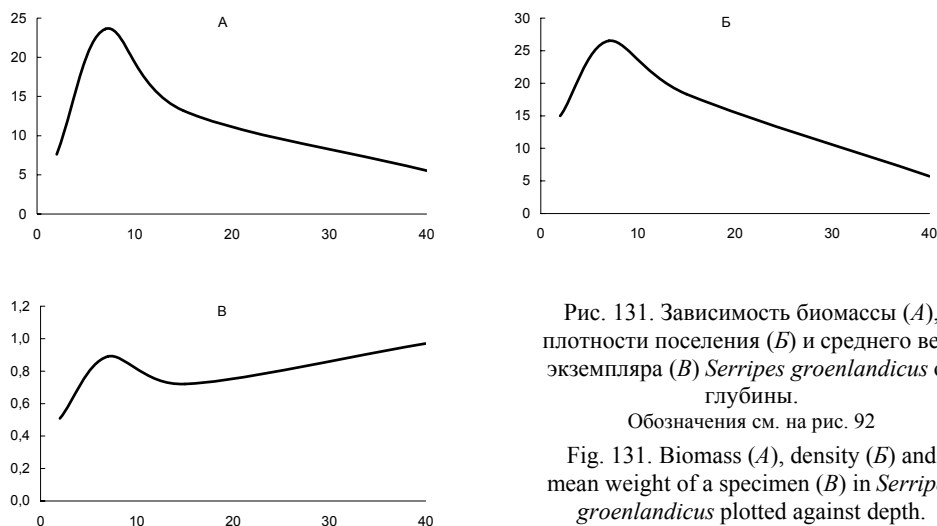 А
25
20
15
10
5
0
0 10 20 30 40
Б
30
25
20
15
10
5
0
0 10 20 30 40
В
1,2
1,0
0,8
0,6
0,4
0,2
0,0
0 10 20 30 40
Рис. 131. Зависимость биомассы (А),
плотности поселения (Б) и среднего ве
экземпляра (В) Serripes groenlandicus о
глубины.
Обозначения см. на рис. 92
Fig. 131. Biomass (А), density (Б) and
mean weight of a specimen (В) in Serripe
groenlandicus plotted against depth.